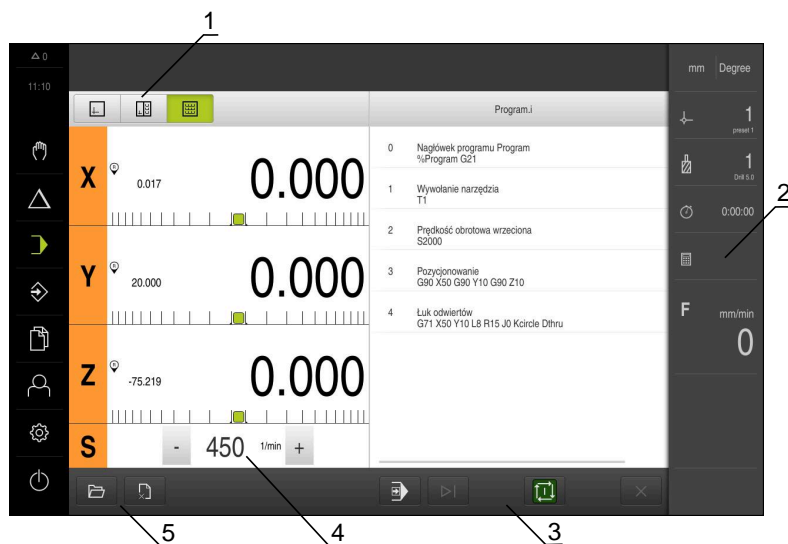 1
0
11:10
mm Degree
Program.i
1
preset 1
1
Drill 5.0
0:00:00
2
F mm/min
0
X R 0.017 0.000
Y R 20.000 0.000
Z R -75.219 0.000
S - 450 1/min +
0 Nagłówek programu Program
%Program G21
1 Wywołanie narzędzia
T1
2 Prędkość obrotowa wrzeciona
S2000
3 Pozycjonowanie
G90 X50 G90 Y10 G90 Z10
4 Łuk odwiertów
G71 X50 Y10 L8 R15 J0 Kcircle Dthru
5
4
3